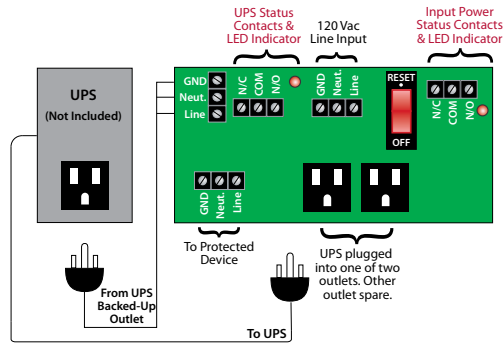 UPS Status
Contacts &
LED Indicator
120 Vac
Line Input
Input Power
Status Contacts
& LED Indicator
UPS
(Not Included)
GND
Neut.
Line
N/C
COM
N/O
GND
Neut.
Line
RESET
OFF
N/C
COM
N/O
GND
Neut.
Line
To Protected
Device
UPS plugged
into one of two
outlets. Other
outlet spare.
From UPS
Backed-Up
Outlet
To UPS